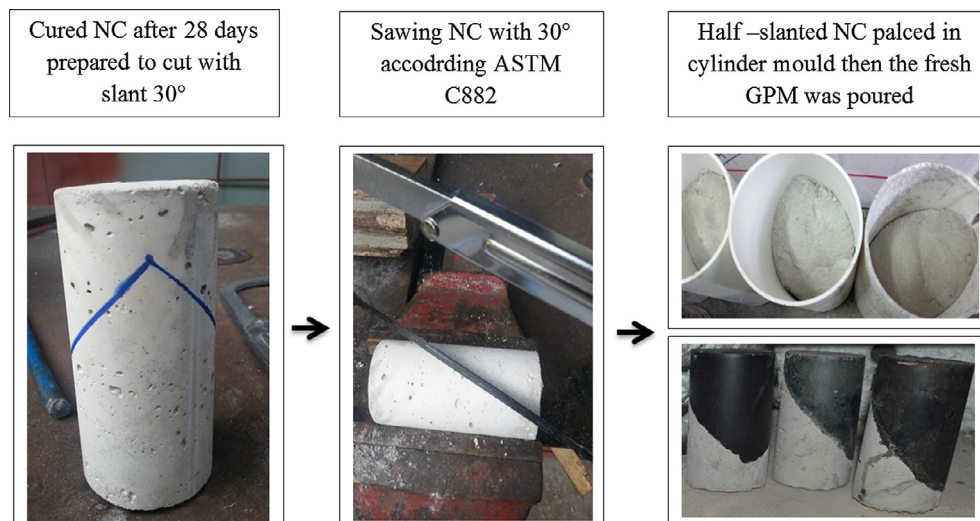 Cured NC after 28 days
prepared to cut with
slant 30°
Sawing NC with 30°
accodrding ASTM
C882
Half –slanted NC palced in
cylinder mould then the fresh
GPM was poured